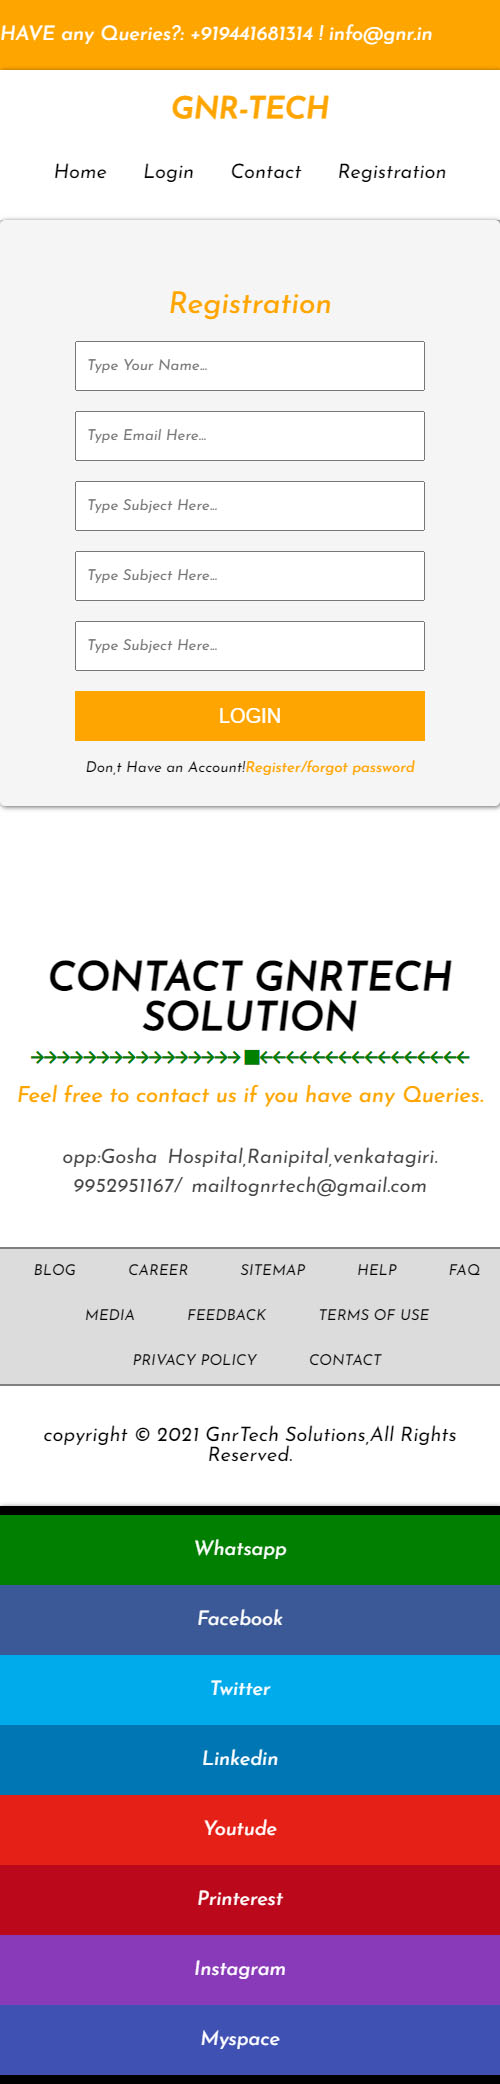 HAVE any Queries?: +919441681314 ! info@gnr.in
GNR-TECH
Home Login Contact Registration
Registration
Type Your Name...
Type Email Here...
Type Subject Here...
Type Subject Here...
Type Subject Here...
LOGIN
Don,t Have an Account!Register/forgot password
CONTACT GNRTECH
SOLUTION
Feel free to contact us if you have any Queries.
opp:Gosha Hospital,Ranipital,venkatagiri.
9952951167/ mailtognrtech@gmail.com
BLOG CAREER SITEMAP HELP FAQ
MEDIA FEEDBACK TERMS OF USE
PRIVACY POLICY CONTACT
copyright © 2021 GnrTech Solutions,All Rights
Reserved.
Whatsapp
Facebook
Twitter
Linkedin
Youtude
Printerest
Instagram
Myspace